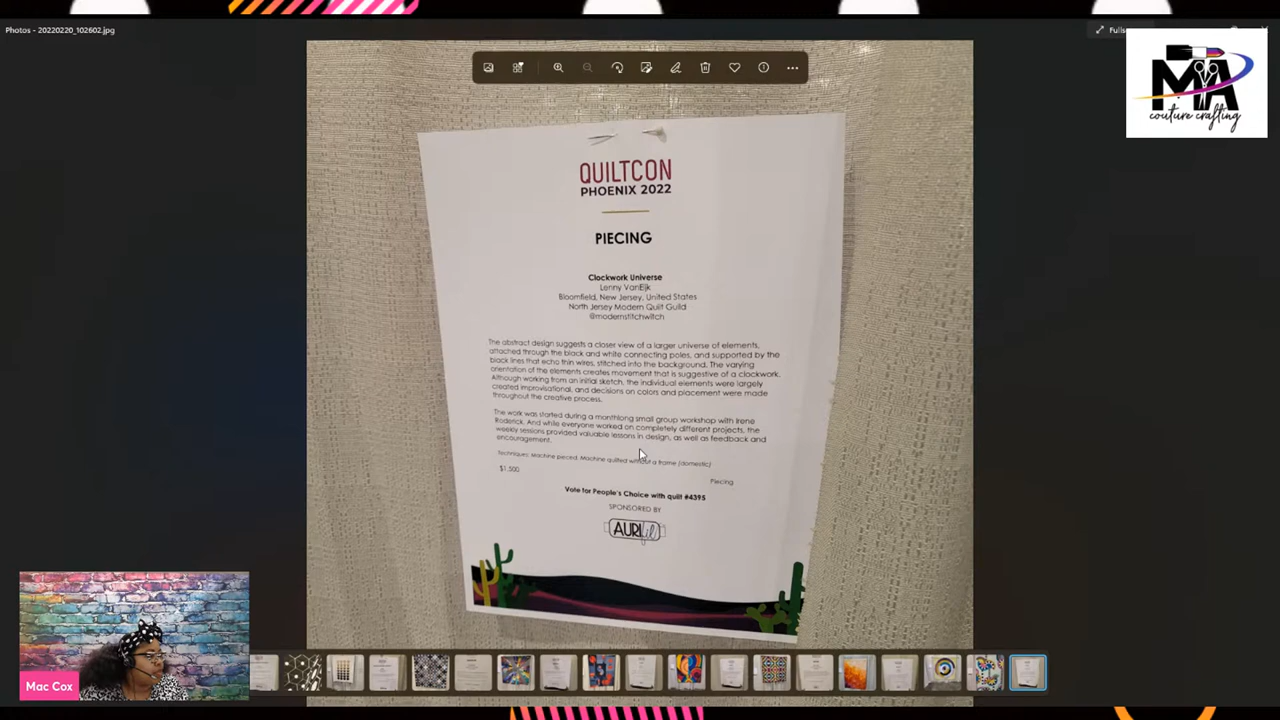 Photos - 20220220_102602.jpg
MA
couture crafting
QUILTCON
PHOENIX 2022
PIECING
Clockwork Universe
Lenny VanEijk
Bloomfield, New Jersey, United States
North Jersey Modern Quilt Guild
@modernstitchwitch
The abstract design suggests a closer view of a larger universe of elements,
attached through the black and white connecting poles, and supported by the
black lines that echo thin wires, stitched into the background. The varying
orientation of the elements creates movement that is suggestive of a clockwork.
Although working from an initial sketch, the individual elements were largely
created improvisational, and decisions on colors and placement were made
throughout the creative process.
The work was started during a monthlong small group workshop with Irene
Roderick. And while everyone worked on completely different projects, the
weekly sessions provided valuable lessons in design, as well as feedback and
encouragement.
Techniques: Machine pieced, Machine quilted without a frame (domestic)
$1,500
Piecing
Vote for People's Choice with quilt #4395
SPONSORED BY
AURIfil
Mac Cox